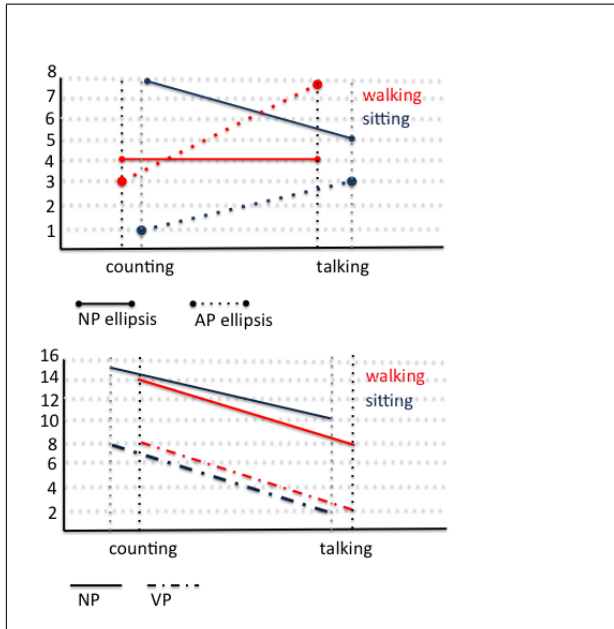 8
7
6
5
4
3
2
1
walking
sitting
counting talking
NP ellipsis AP ellipsis
16
14
12
10
8
6
4
2
walking
sitting
counting talking
NP VP